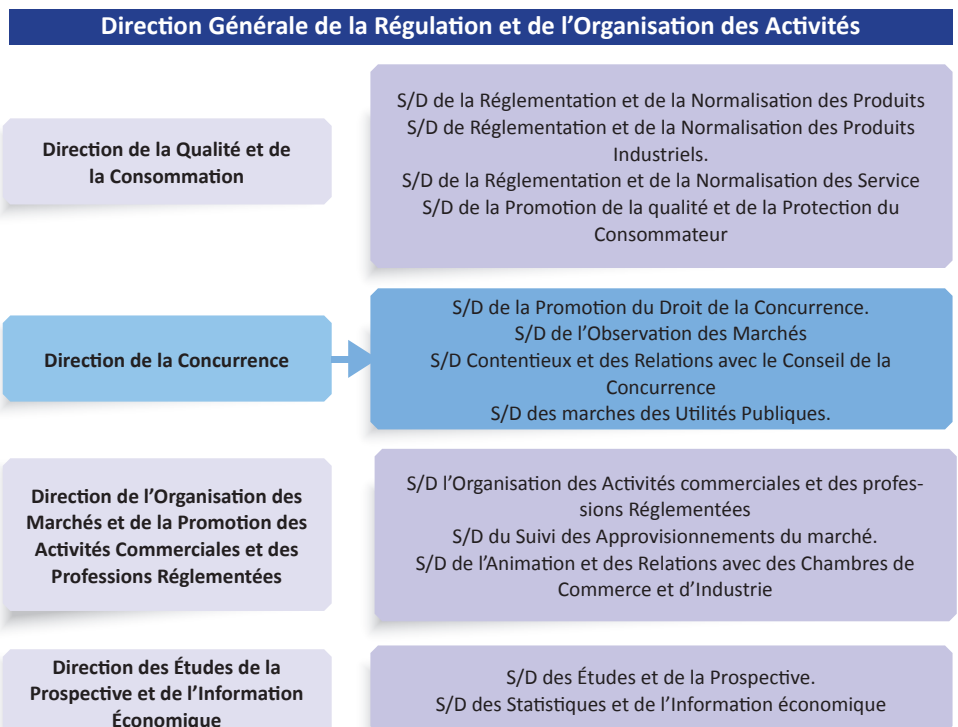 Direction Générale de la Régulation et de l'Organisation des Activités
Direction de la Qualité et de
la Consommation
S/D de la Réglementation et de la Normalisation des Produits
S/D de Réglementation et de la Normalisation des Produits
Industriels.
S/D de la Réglementation et de la Normalisation des Service
S/D de la Promotion de la qualité et de la Protection du
Consommateur
Direction de la Concurrence
S/D de la Promotion du Droit de la Concurrence.
S/D de l'Observation des Marchés
S/D Contentieux et des Relations avec le Conseil de la
Concurrence
S/D des marches des Utilités Publiques.
Direction de l'Organisation des
Marchés et de la Promotion des
Activités Commerciales et des
Professions Réglementées
S/D l'Organisation des Activités commerciales et des profes-
sions Réglementées
S/D du Suivi des Approvisionnements du marché.
S/D de l'Animation et des Relations avec des Chambres de
Commerce et d'Industrie
Direction des Études de la
Prospective et de l'Information
Économique
S/D des Études et de la Prospective.
S/D des Statistiques et de l'Information économique